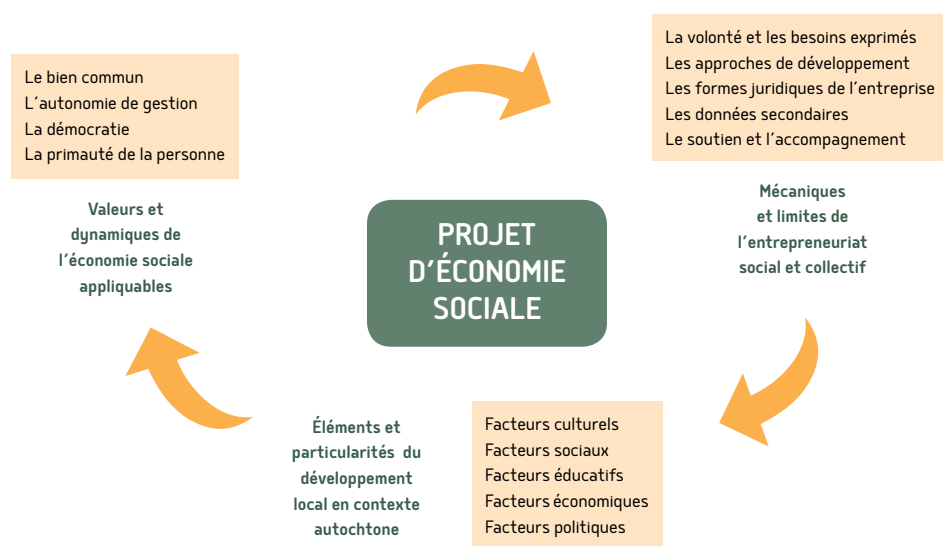 Le bien commun
L'autonomie de gestion
La démocratie
La primauté de la personne
Valeurs et
dynamiques de
l'économie sociale
appliquables
La volonté et les besoins exprimés
Les approches de développement
Les formes juridiques de l'entreprise
Les données secondaires
Le soutien et l'accompagnement
Mécaniques
et limites de
l'entrepreneuriat
social et collectif
PROJET
D'ÉCONOMIE
SOCIALE
Éléments et
particularités du
développement
local en contexte
autochtone
Facteurs culturels
Facteurs sociaux
Facteurs éducatifs
Facteurs économiques
Facteurs politiques